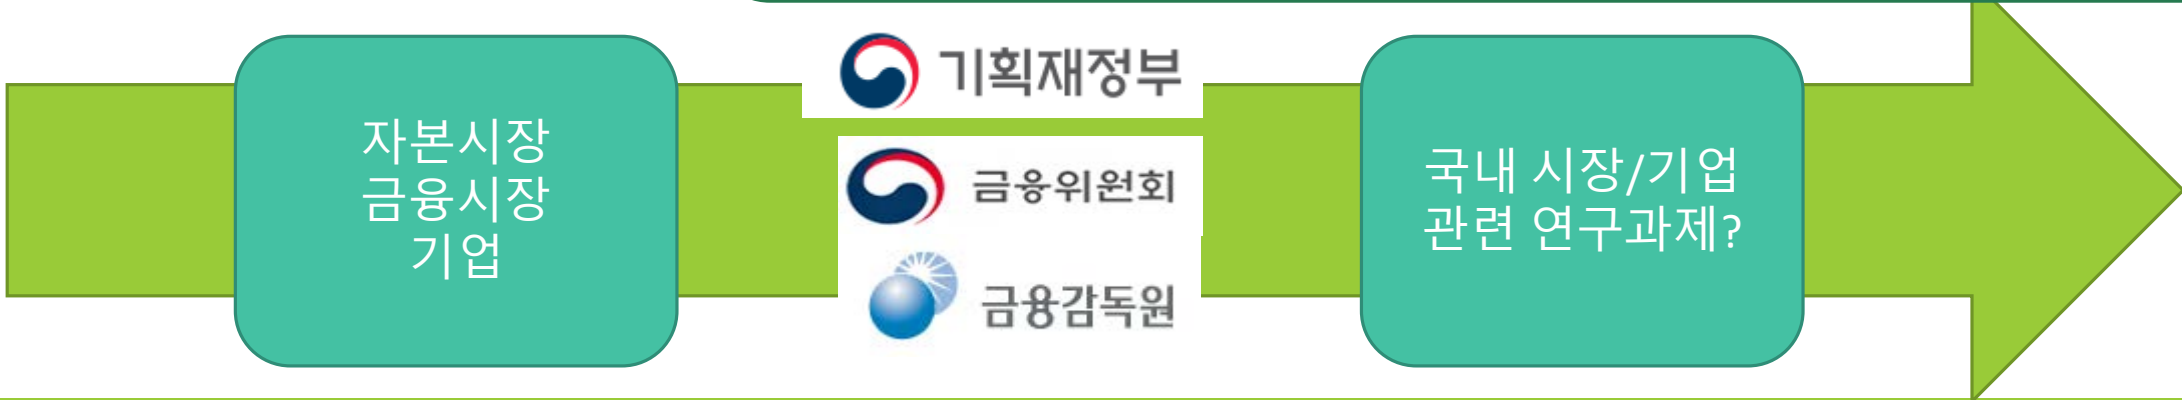 자본시장
금융시장
기업
기획재정부
금융위원회
금융감독원
국내 시장/기업
관련 연구과제?